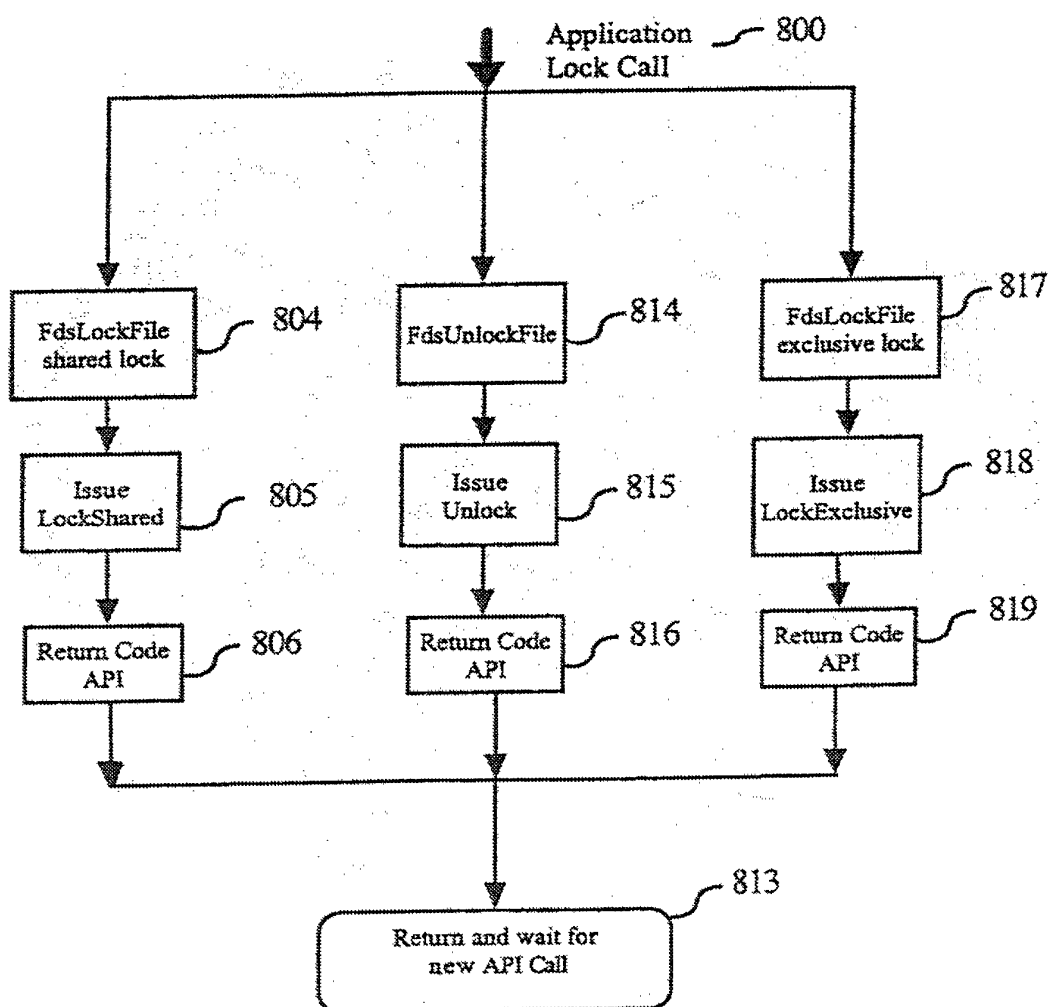 Application
Lock Call
800
FdsLockFile
shared lock
804
FdsUnlockFile
814
FdsLockFile
exclusive lock
817
Issue
LockShared
805
Issue
Unlock
815
Issue
LockExclusive
818
Return Code
API
806
Return Code
API
816
Return Code
API
819
813
Return and wait for
new API Call